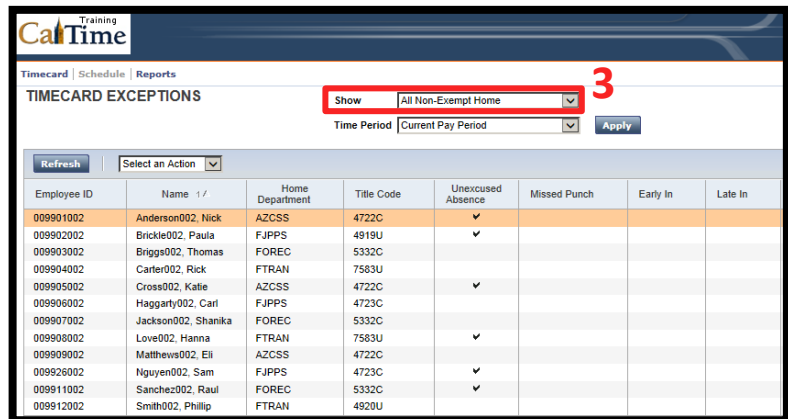 Training
CalTime
Timecard | Schedule | Reports
TIMECARD EXCEPTIONS
Show All Non-Exempt Home 3
Time Period Current Pay Period Apply
Refresh Select an Action
Employee ID Name 1 Home Department Title Code Unexcused Absence Missed Punch Early In Late In
009901002 Anderson002, Nick AZCSS 4722C ✔
009902002 Brickle002, Paula FJPPS 4919U ✔
009903002 Briggs002, Thomas FOREC 5332C
009904002 Carter002, Rick FTRAN 7583U
009905002 Cross002, Katie AZCSS 4722C ✔
009906002 Haggarty002, Carl FJPPS 4723C
009907002 Jackson002, Shanika FOREC 5332C
009908002 Love002, Hanna FTRAN 7583U ✔
009909002 Matthews002, Eli AZCSS 4722C
009926002 Nguyen002, Sam FJPPS 4723C ✔
009911002 Sanchez002, Raul FOREC 5332C ✔
009912002 Smith002, Phillip FTRAN 4920U